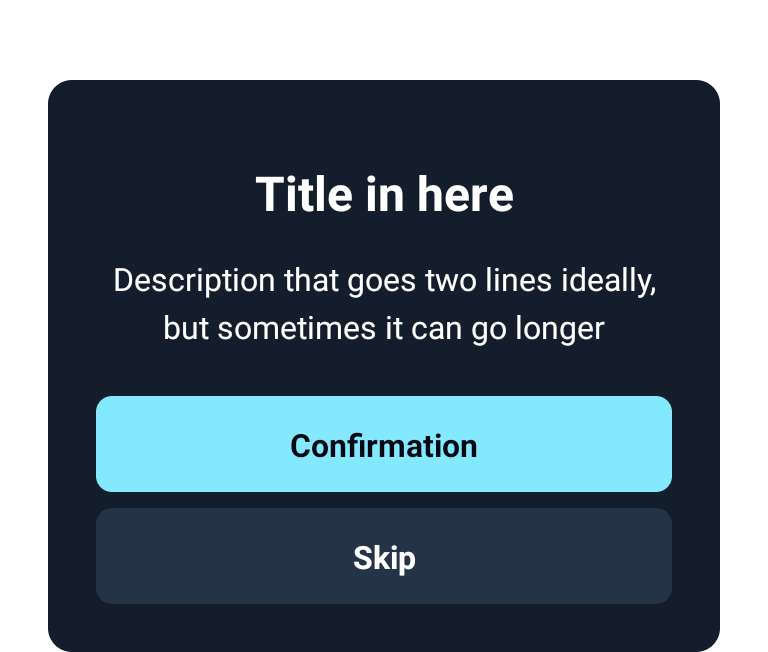 Title in here
Description that goes two lines ideally,
but sometimes it can go longer
Confirmation
Skip